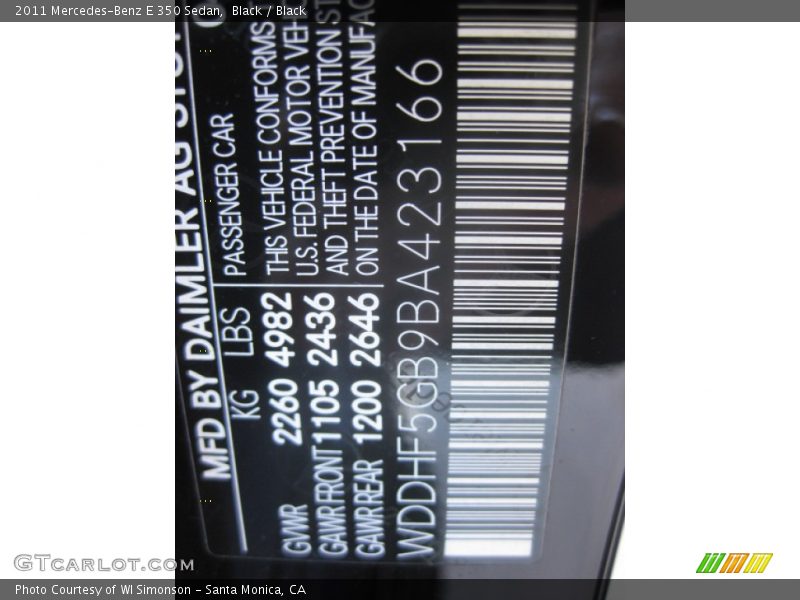 2011 Mercedes-Benz E 350 Sedan,  Black / Black
MFD BY DAIMLER AG
KG LBS PASSENGER CAR
GVWR 2260 4982 THIS VEHICLE CONFORMS
GAWR FRONT 1105 2436 U.S. FEDERAL MOTOR VEH
GAWR REAR 1200 2646 AND THEFT PREVENTION ST
ON THE DATE OF MANUFAC
WDDHF5GB9BA423166
GTcarlot.com
Photo Courtesy of WI Simonson - Santa Monica, CA